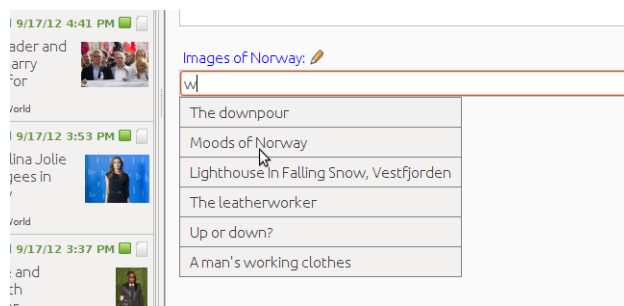 9/17/12 4:41 PM
ader and
arry
for
World
9/17/12 3:53 PM
lina Jolie
gees in
World
9/17/12 3:37 PM
and
Images of Norway:
w
The downpour
Moods of Norway
Lighthouse in Falling Snow, Vestfjorden
The leatherworker
Up or down?
A man's working clothes